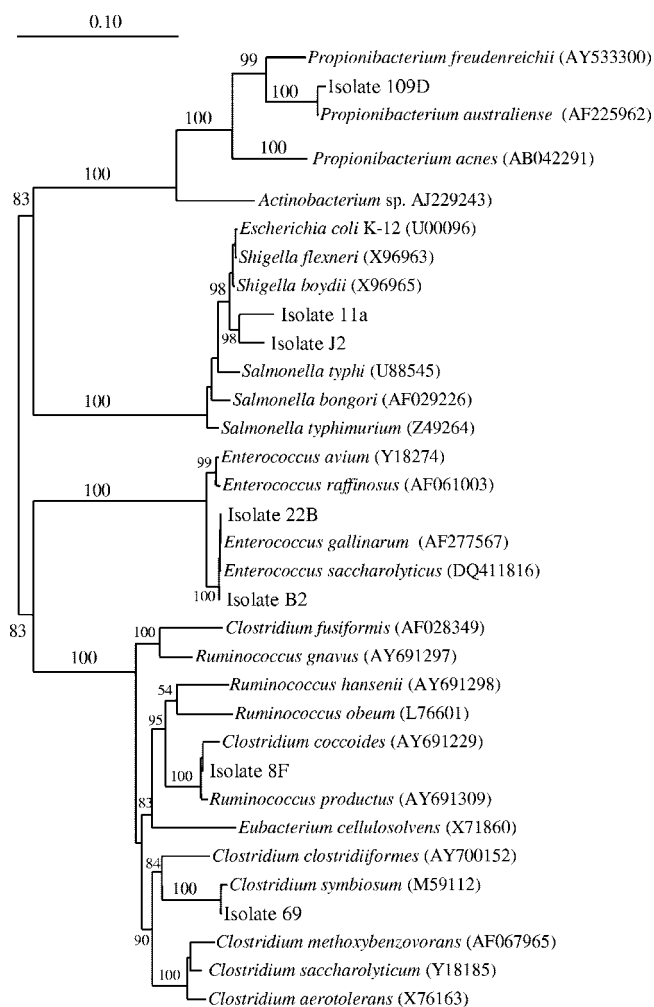 0.10
99
Propionibacterium freudenreichii (AY533300)
100
Isolate 109D
Propionibacterium australiense (AF225962)
100
100
Propionibacterium acnes (AB042291)
100
83
Actinobacterium sp. AJ229243)
Escherichia coli K-12 (U00096)
Shigella flexneri (X96963)
98
Shigella boydii (X96965)
Isolate 11a
98
Isolate J2
Salmonella typhi (U88545)
100
Salmonella bongori (AF029226)
Salmonella typhimurium (Z49264)
99
Enterococcus avium (Y18274)
Enterococcus raffinosus (AF061003)
100
Isolate 22B
Enterococcus gallinarum (AF277567)
Enterococcus saccharolyticus (DQ411816)
100
Isolate B2
83
100
Clostridium fusiformis (AF028349)
100
Ruminococcus gnavus (AY691297)
54
Ruminococcus hansenii (AY691298)
95
Ruminococcus obeum (L76601)
Clostridium coccoides (AY691229)
100
Isolate 8F
Ruminococcus productus (AY691309)
83
Eubacterium cellulosolvens (X71860)
84
Clostridium clostridiiformes (AY700152)
100
Clostridium symbiosum (M59112)
Isolate 69
90
Clostridium methoxybenzovorans (AF067965)
100
Clostridium saccharolyticum (Y18185)
Clostridium aerotolerans (X76163)